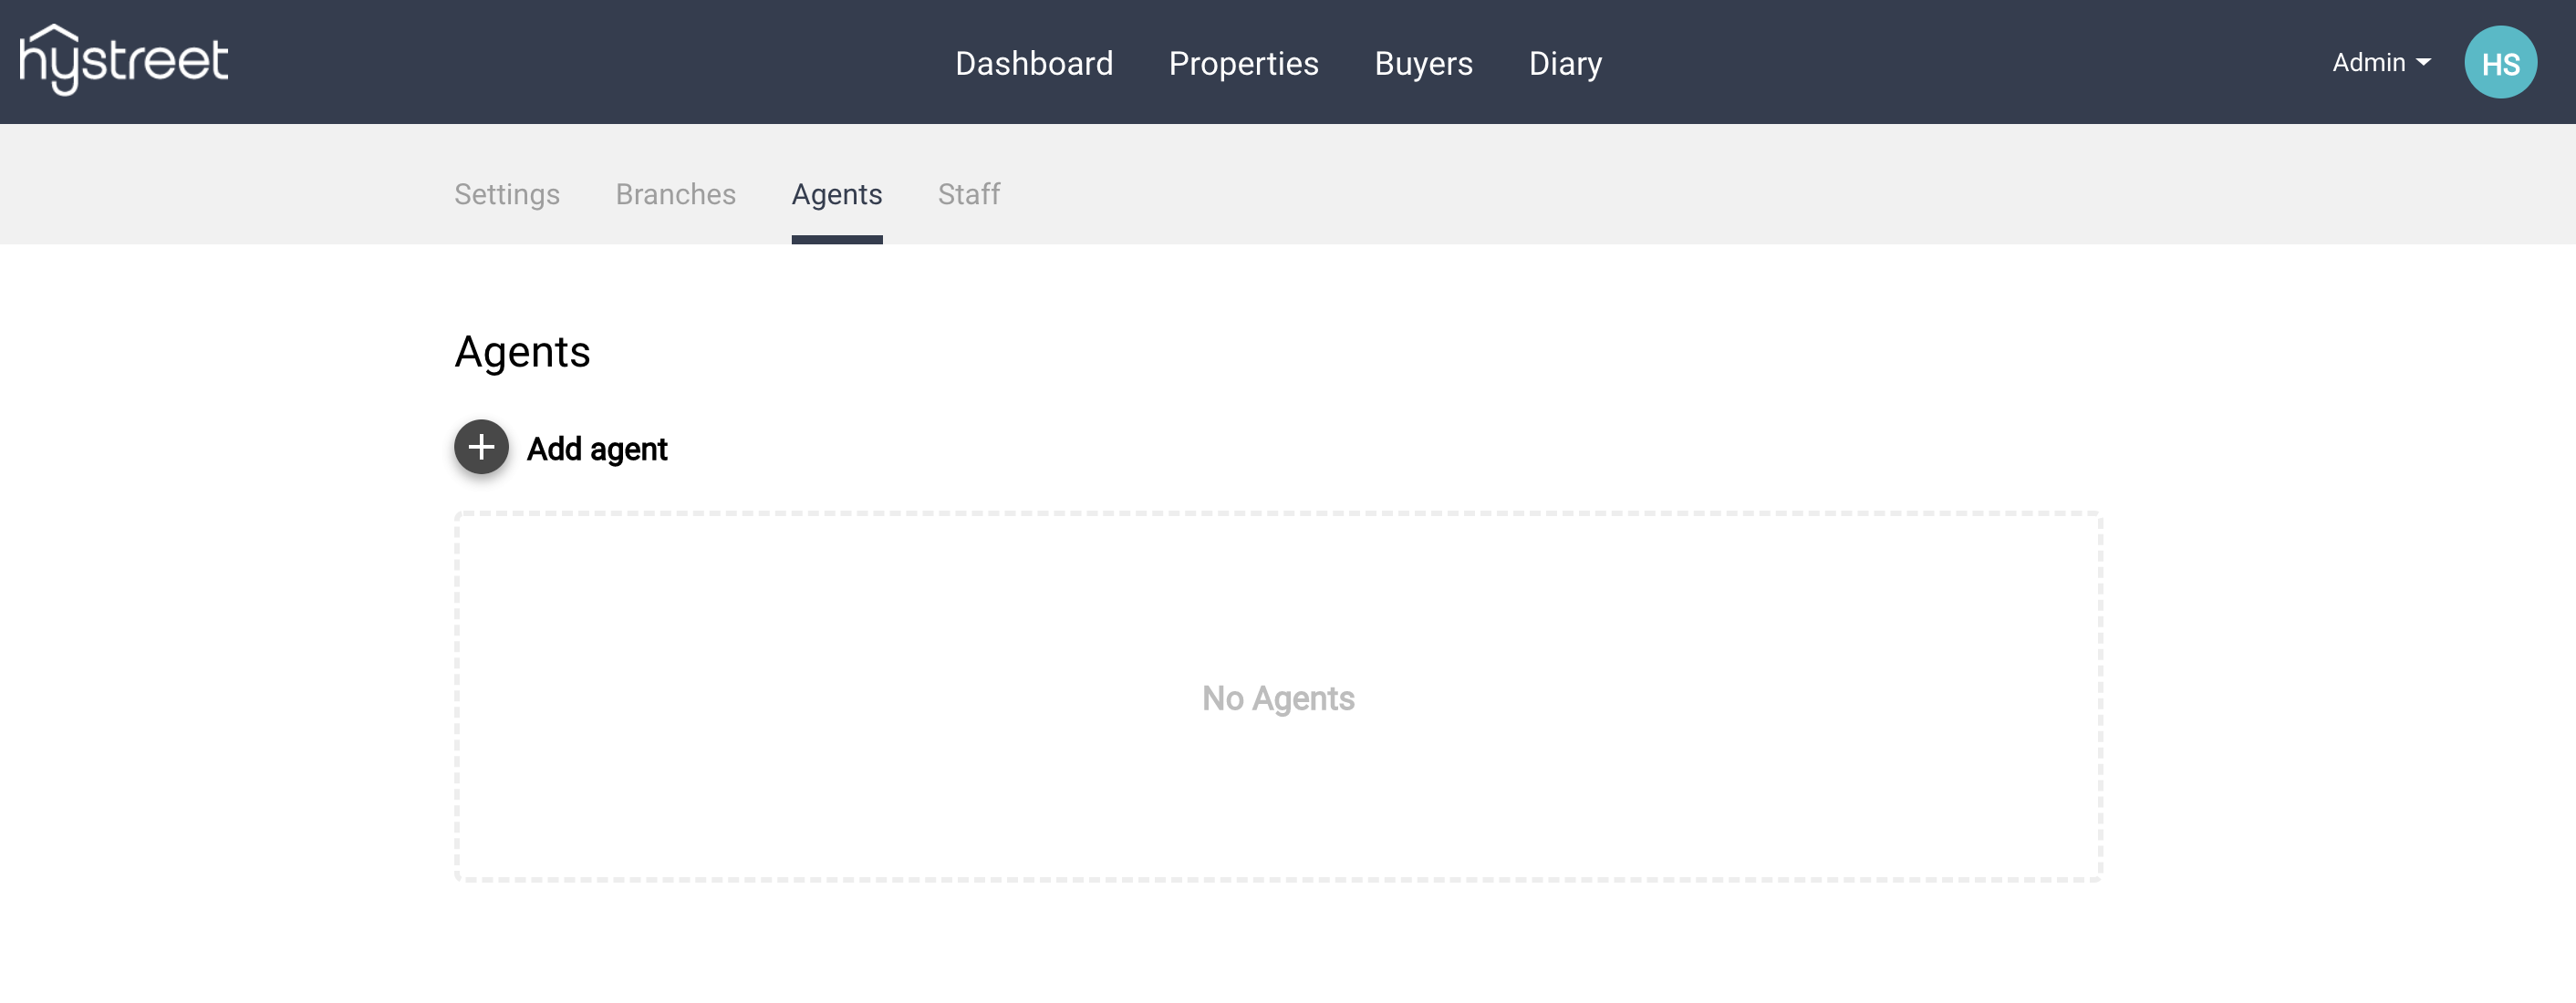 hystreet
Dashboard Properties Buyers Diary
Admin
HS
Settings Branches Agents Staff
Agents
Add agent
No Agents